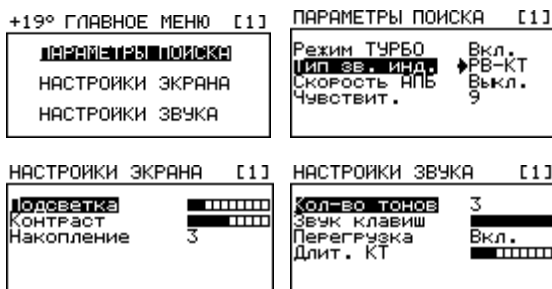 +19° ГЛАВНОЕ МЕНЮ [1]
ПАРАМЕТРЫ ПОИСКА
НАСТРОЙКИ ЭКРАНА
НАСТРОЙКИ ЗВУКА
ПАРАМЕТРЫ ПОИСКА [1]
Режим ТУРБО Вкл.
Тип зв. инд. РВ-КТ
Скорость АПБ Выкл.
Чувствит. 9
НАСТРОЙКИ ЭКРАНА [1]
Подсветка
Контраст
Накопление 3
НАСТРОЙКИ ЗВУКА [1]
Кол-во тонов 3
Звук клавиш
Перегрузка Вкл.
Длит. КТ